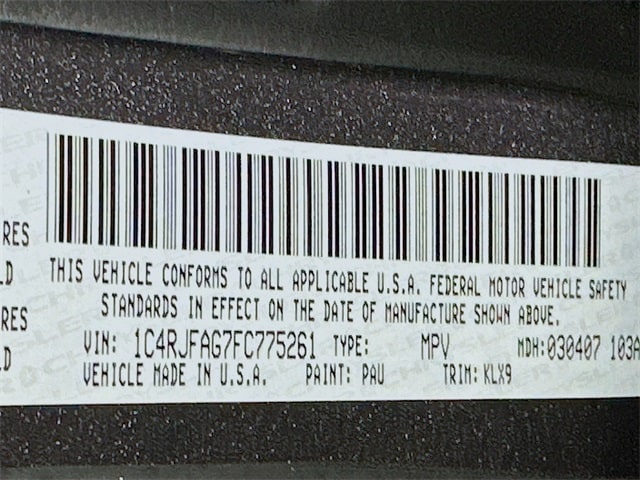 RES
LD
RES
LD
THIS VEHICLE CONFORMS TO ALL APPLICABLE U.S.A. FEDERAL MOTOR VEHICLE SAFETY
STANDARDS IN EFFECT ON THE DATE OF MANUFACTURE SHOWN ABOVE.
VIN: 1C4RJFAG7FC775261 TYPE: MPV MDH:030407 103A
VEHICLE MADE IN U.S.A. PAINT: PAU TRIM: KLX9